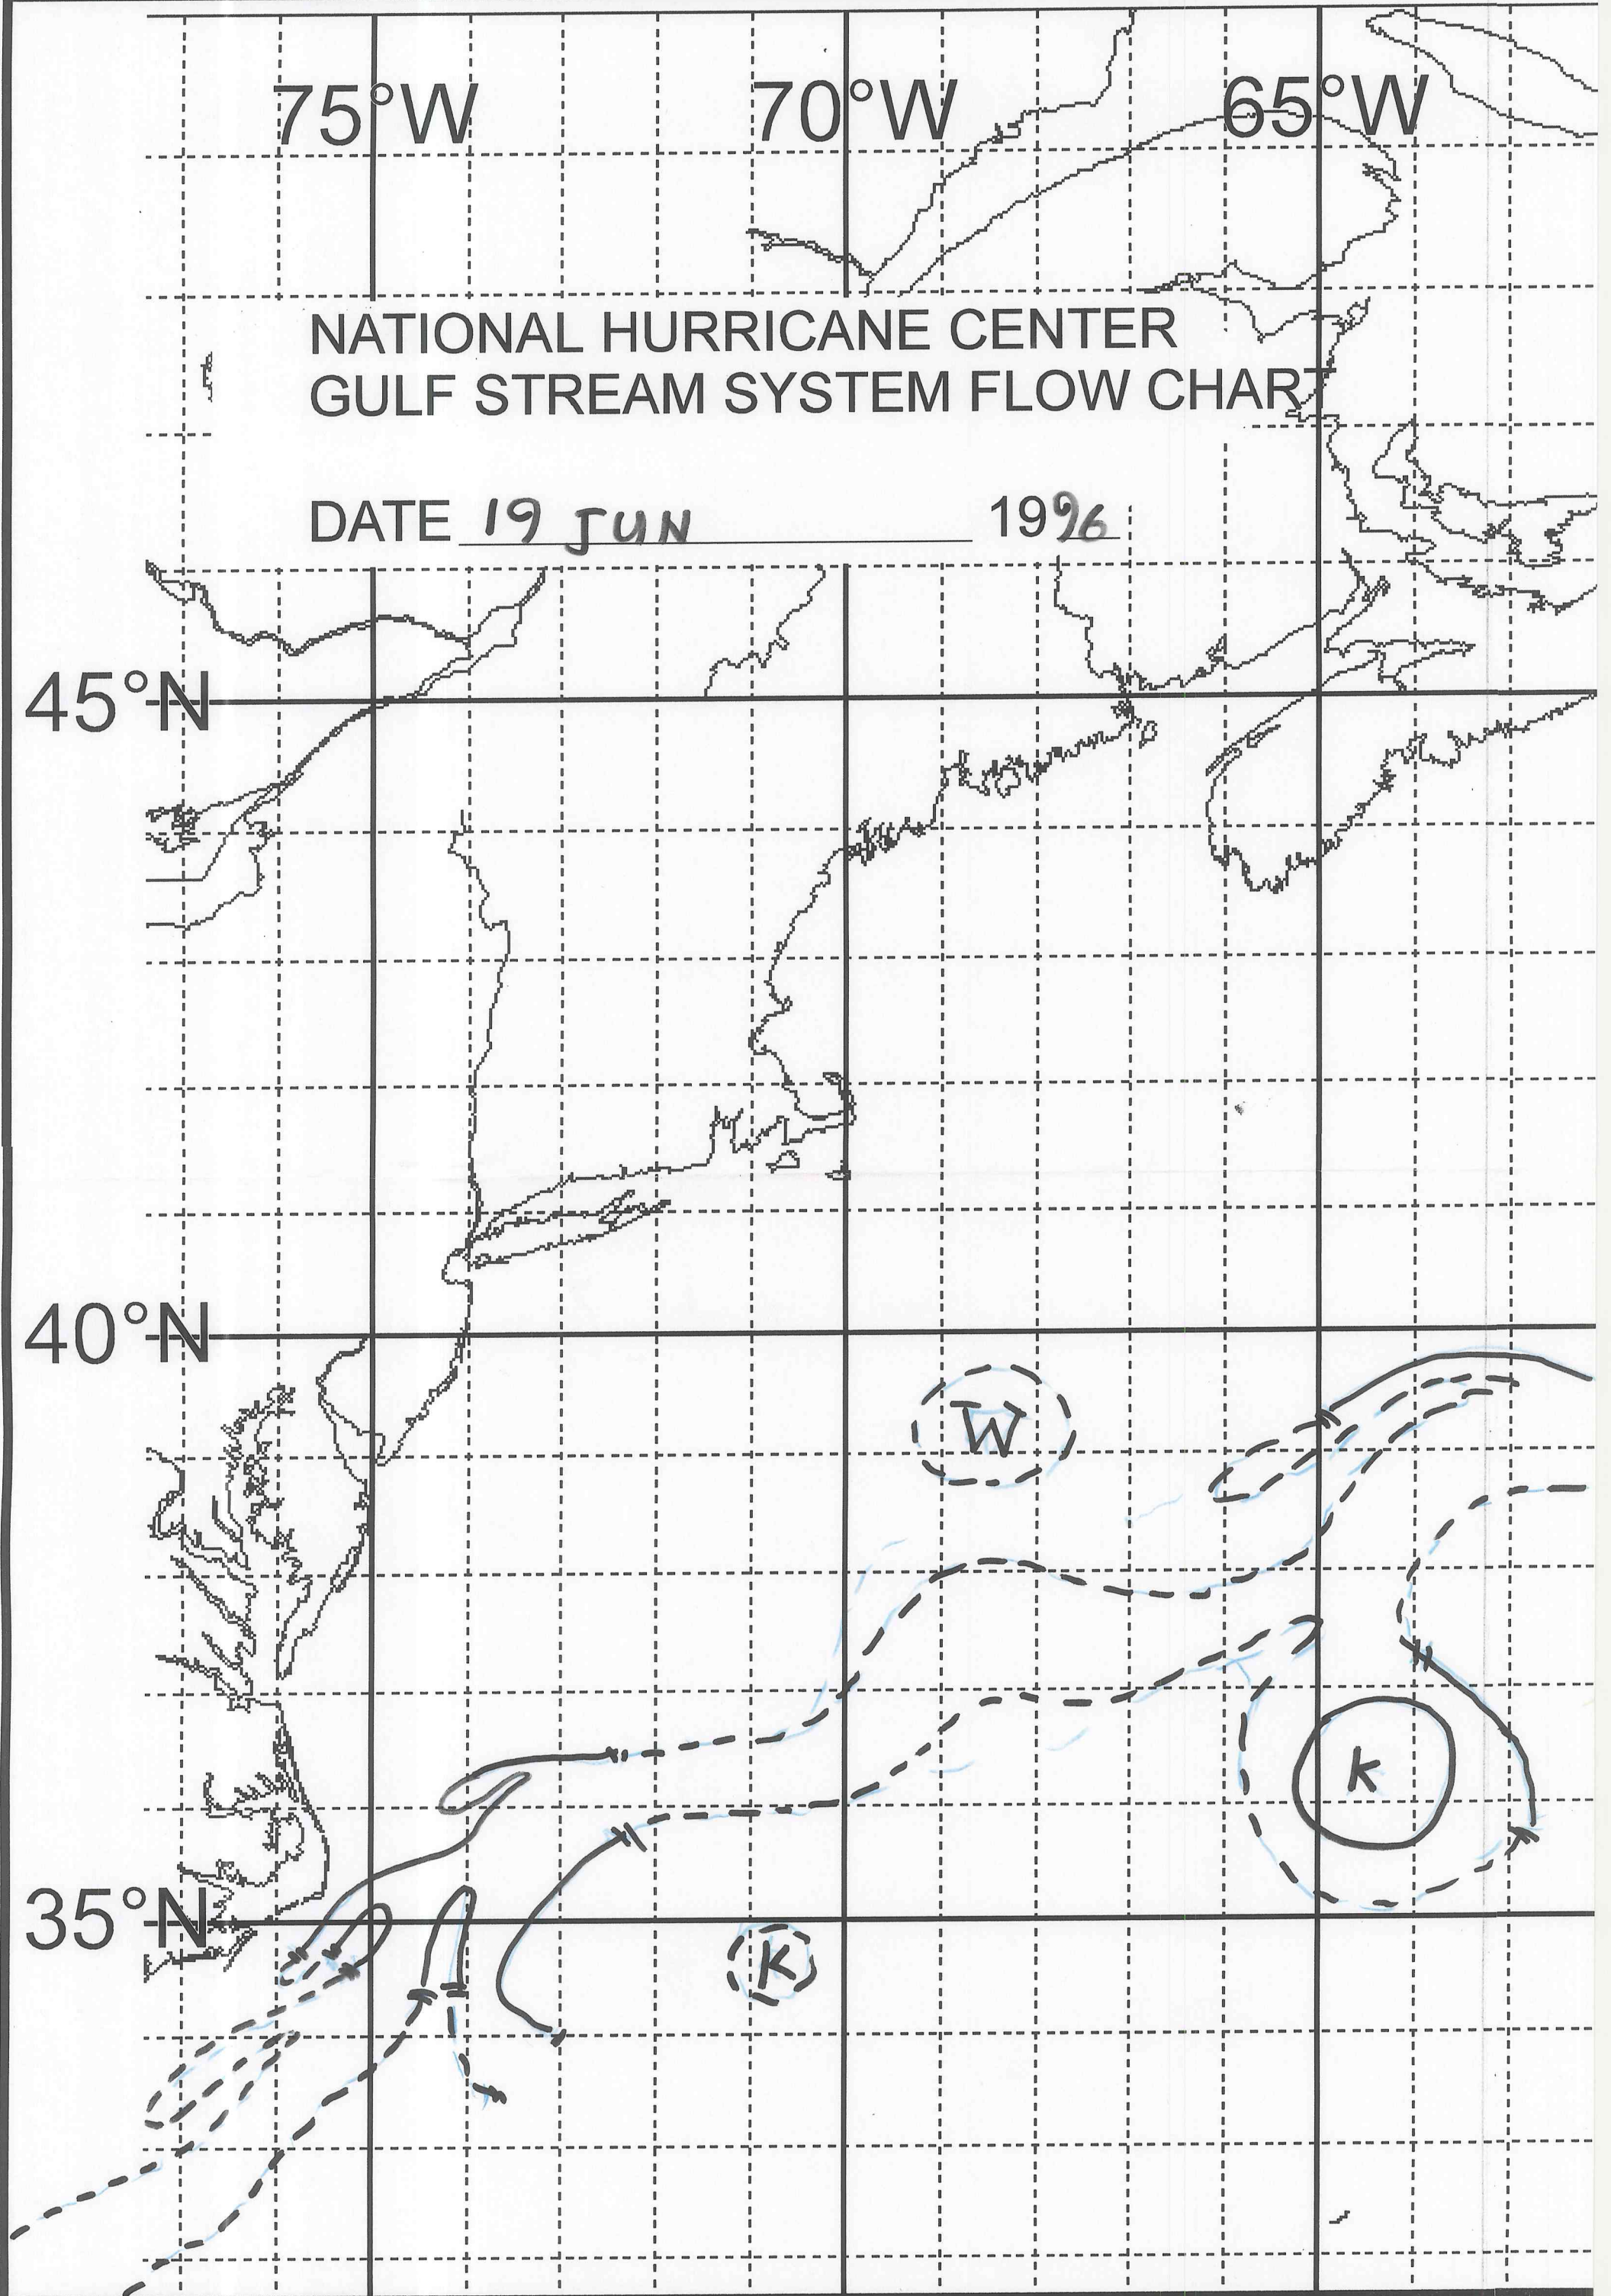 75°W 70°W 65°W
NATIONAL HURRICANE CENTER
GULF STREAM SYSTEM FLOW CHART
DATE 19 JUN 1996
45°N
40°N
W
K
35°N
K